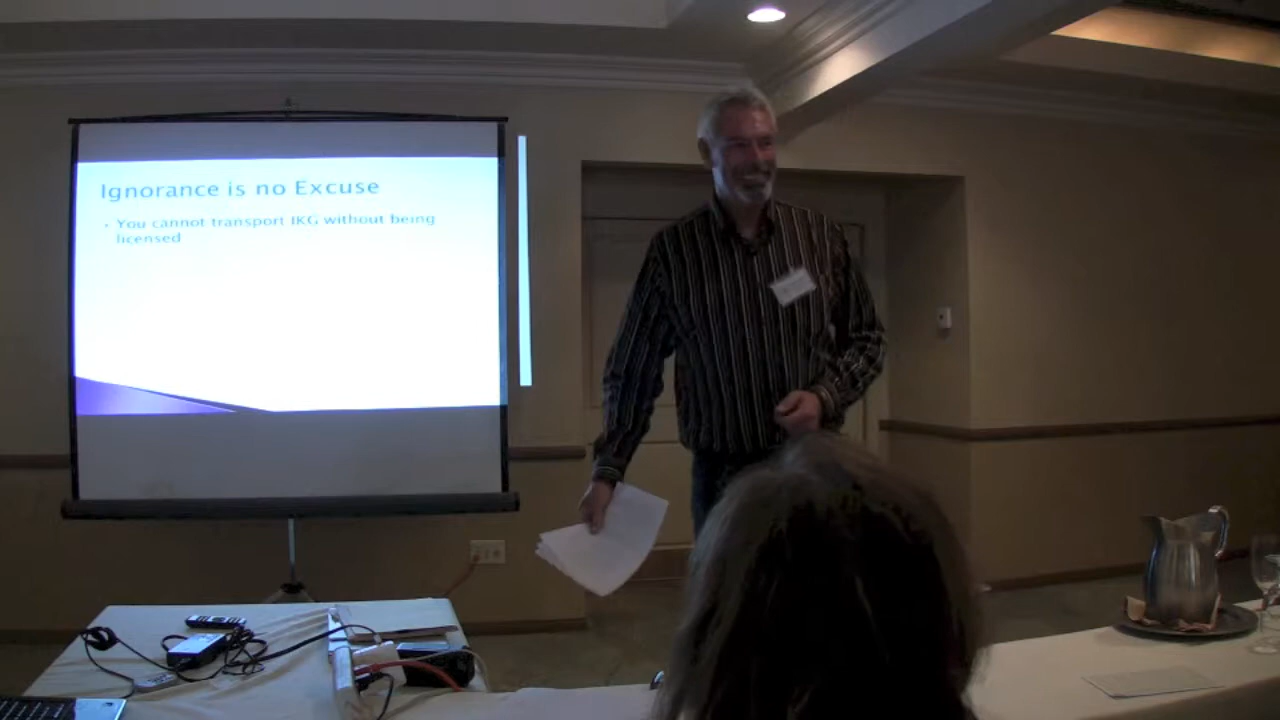 Ignorance is no Excuse
• You cannot transport IKG without being
licensed